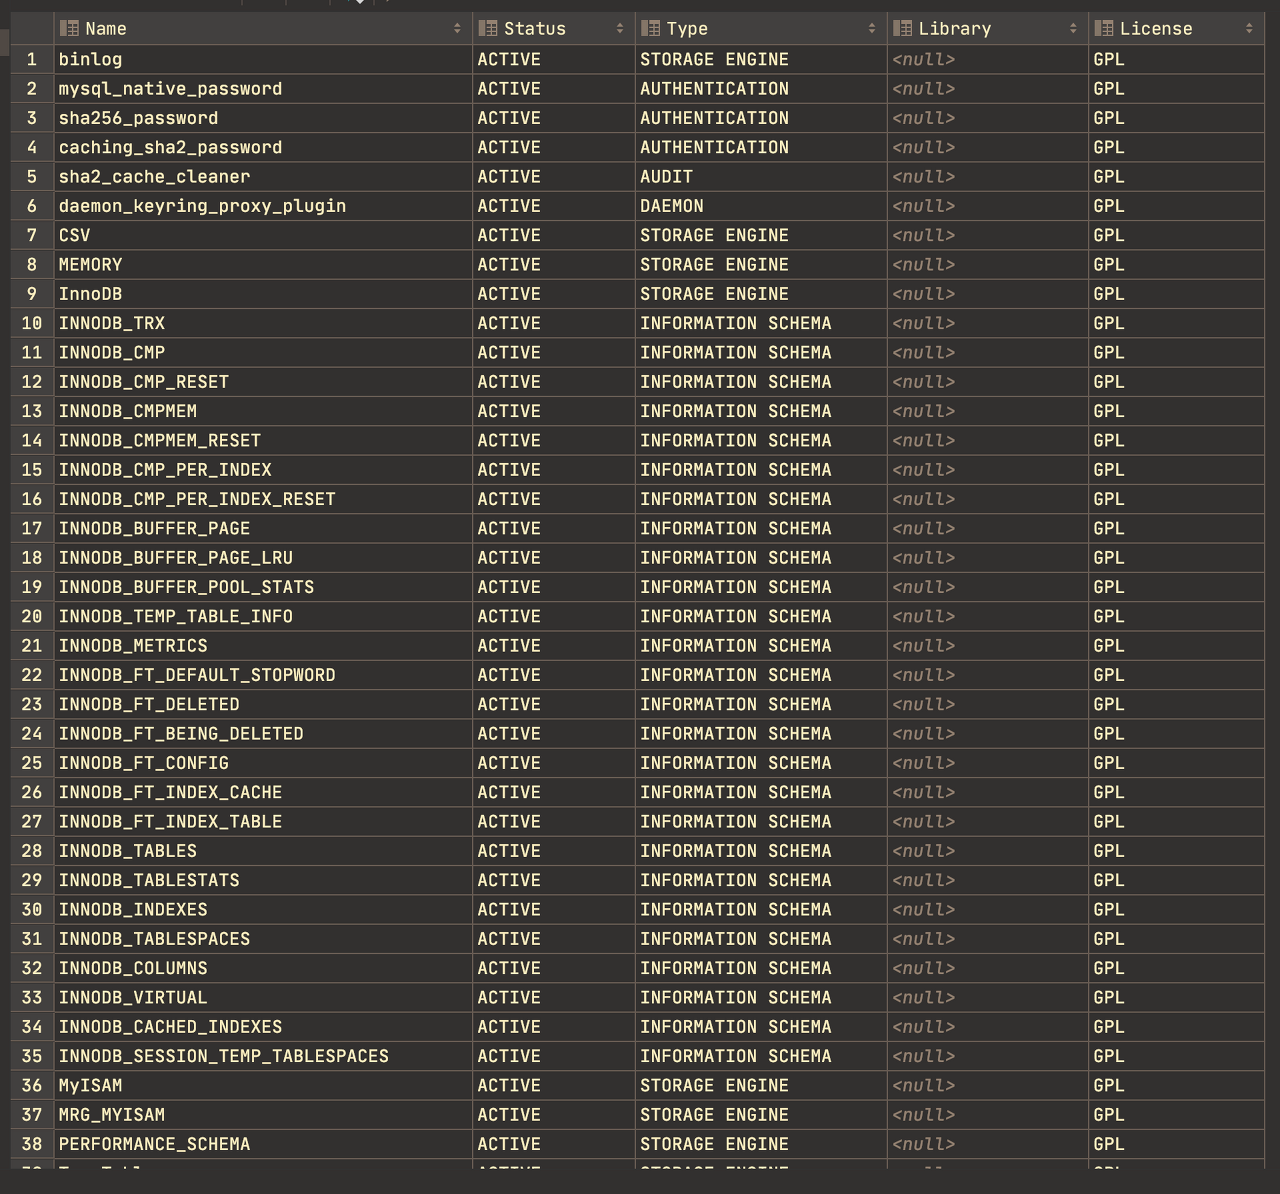 Name Status Type Library License
1 binlog ACTIVE STORAGE ENGINE <null> GPL
2 mysql_native_password ACTIVE AUTHENTICATION <null> GPL
3 sha256_password ACTIVE AUTHENTICATION <null> GPL
4 caching_sha2_password ACTIVE AUTHENTICATION <null> GPL
5 sha2_cache_cleaner ACTIVE AUDIT <null> GPL
6 daemon_keyring_proxy_plugin ACTIVE DAEMON <null> GPL
7 CSV ACTIVE STORAGE ENGINE <null> GPL
8 MEMORY ACTIVE STORAGE ENGINE <null> GPL
9 InnoDB ACTIVE STORAGE ENGINE <null> GPL
10 INNODB_TRX ACTIVE INFORMATION SCHEMA <null> GPL
11 INNODB_CMP ACTIVE INFORMATION SCHEMA <null> GPL
12 INNODB_CMP_RESET ACTIVE INFORMATION SCHEMA <null> GPL
13 INNODB_CMPMEM ACTIVE INFORMATION SCHEMA <null> GPL
14 INNODB_CMPMEM_RESET ACTIVE INFORMATION SCHEMA <null> GPL
15 INNODB_CMP_PER_INDEX ACTIVE INFORMATION SCHEMA <null> GPL
16 INNODB_CMP_PER_INDEX_RESET ACTIVE INFORMATION SCHEMA <null> GPL
17 INNODB_BUFFER_PAGE ACTIVE INFORMATION SCHEMA <null> GPL
18 INNODB_BUFFER_PAGE_LRU ACTIVE INFORMATION SCHEMA <null> GPL
19 INNODB_BUFFER_POOL_STATS ACTIVE INFORMATION SCHEMA <null> GPL
20 INNODB_TEMP_TABLE_INFO ACTIVE INFORMATION SCHEMA <null> GPL
21 INNODB_METRICS ACTIVE INFORMATION SCHEMA <null> GPL
22 INNODB_FT_DEFAULT_STOPWORD ACTIVE INFORMATION SCHEMA <null> GPL
23 INNODB_FT_DELETED ACTIVE INFORMATION SCHEMA <null> GPL
24 INNODB_FT_BEING_DELETED ACTIVE INFORMATION SCHEMA <null> GPL
25 INNODB_FT_CONFIG ACTIVE INFORMATION SCHEMA <null> GPL
26 INNODB_FT_INDEX_CACHE ACTIVE INFORMATION SCHEMA <null> GPL
27 INNODB_FT_INDEX_TABLE ACTIVE INFORMATION SCHEMA <null> GPL
28 INNODB_TABLES ACTIVE INFORMATION SCHEMA <null> GPL
29 INNODB_TABLESTATS ACTIVE INFORMATION SCHEMA <null> GPL
30 INNODB_INDEXES ACTIVE INFORMATION SCHEMA <null> GPL
31 INNODB_TABLESPACES ACTIVE INFORMATION SCHEMA <null> GPL
32 INNODB_COLUMNS ACTIVE INFORMATION SCHEMA <null> GPL
33 INNODB_VIRTUAL ACTIVE INFORMATION SCHEMA <null> GPL
34 INNODB_CACHED_INDEXES ACTIVE INFORMATION SCHEMA <null> GPL
35 INNODB_SESSION_TEMP_TABLESPACES ACTIVE INFORMATION SCHEMA <null> GPL
36 MyISAM ACTIVE STORAGE ENGINE <null> GPL
37 MRG_MYISAM ACTIVE STORAGE ENGINE <null> GPL
38 PERFORMANCE_SCHEMA ACTIVE STORAGE ENGINE <null> GPL